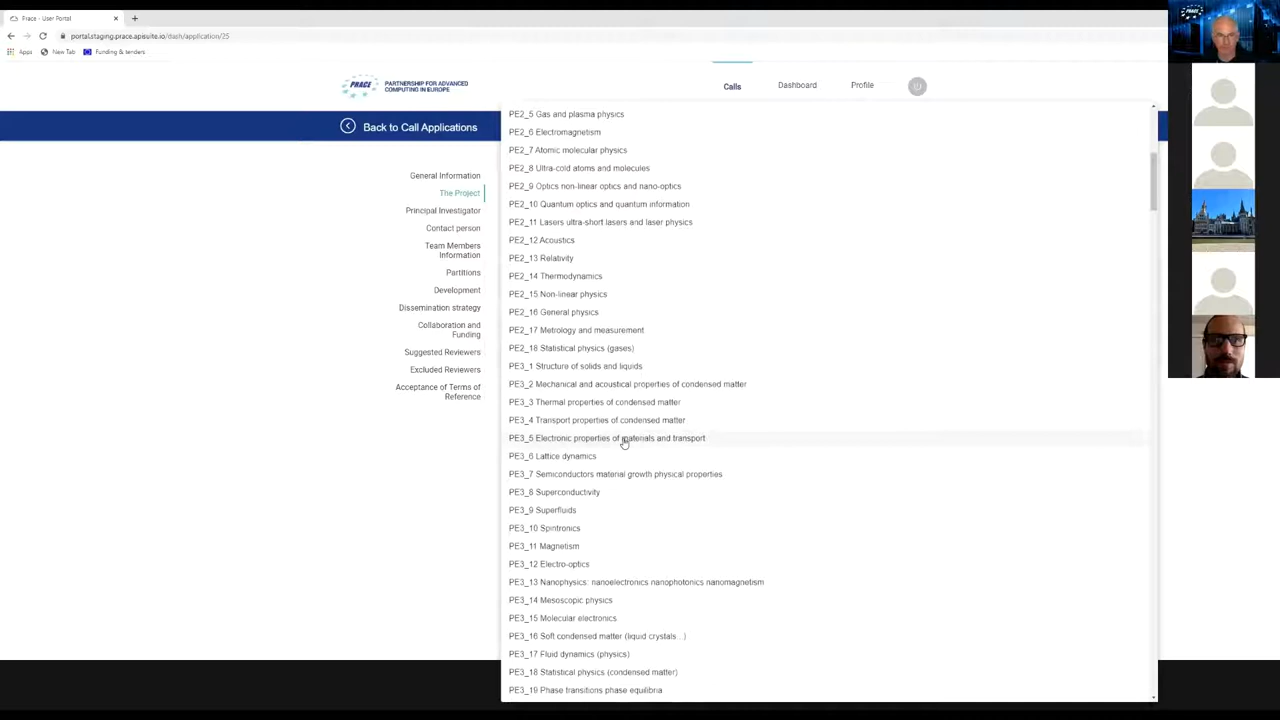 Prace - User Portal
portal.staging.prace.apisuite.io/dash/application/25
Apps
New Tab
Funding & tenders
PRACE
PARTNERSHIP FOR ADVANCED
COMPUTING IN EUROPE
Calls
Dashboard
Profile
Back to Call Applications
General Information
The Project
Principal Investigator
Contact person
Team Members
Information
Partitions
Development
Dissemination strategy
Collaboration and
Funding
Suggested Reviewers
Excluded Reviewers
Acceptance of Terms of
Reference
PE2_5 Gas and plasma physics
PE2_6 Electromagnetism
PE2_7 Atomic molecular physics
PE2_8 Ultra-cold atoms and molecules
PE2_9 Optics non-linear optics and nano-optics
PE2_10 Quantum optics and quantum information
PE2_11 Lasers ultra-short lasers and laser physics
PE2_12 Acoustics
PE2_13 Relativity
PE2_14 Thermodynamics
PE2_15 Non-linear physics
PE2_16 General physics
PE2_17 Metrology and measurement
PE2_18 Statistical physics (gases)
PE3_1 Structure of solids and liquids
PE3_2 Mechanical and acoustical properties of condensed matter
PE3_3 Thermal properties of condensed matter
PE3_4 Transport properties of condensed matter
PE3_5 Electronic properties of materials and transport
PE3_6 Lattice dynamics
PE3_7 Semiconductors material growth physical properties
PE3_8 Superconductivity
PE3_9 Superfluids
PE3_10 Spintronics
PE3_11 Magnetism
PE3_12 Electro-optics
PE3_13 Nanophysics: nanoelectronics nanophotonics nanomagnetism
PE3_14 Mesoscopic physics
PE3_15 Molecular electronics
PE3_16 Soft condensed matter (liquid crystals...)
PE3_17 Fluid dynamics (physics)
PE3_18 Statistical physics (condensed matter)
PE3_19 Phase transitions phase equilibria
PRACE